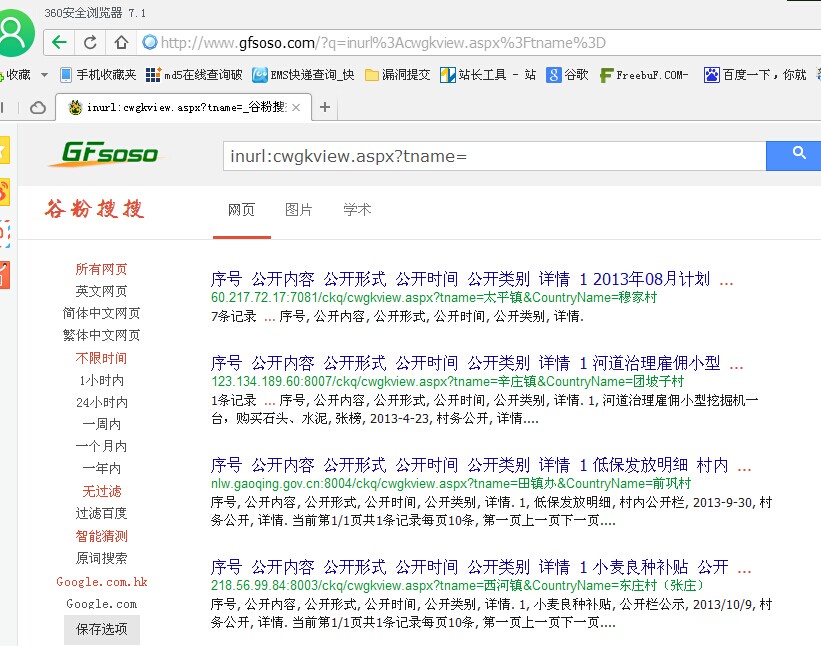 360安全浏览器 7.1
http://www.gfsoso.com/?q=inurl%3Acwgkview.aspx%3Ftname%3D
收藏 手机收藏夹 md5在线查询破 EMS快递查询_快 漏洞提交 站长工具 - 站 谷歌 FreebuF.COM- 百度一下，你就
inurl:cwgkview.aspx?tname=_谷粉搜
GFsoso inurl:cwgkview.aspx?tname=
谷粉搜搜 网页 图片 学术
所有网页
英文网页
简体中文网页
繁体中文网页
不限时间
1小时内
24小时内
一周内
一个月内
一年内
无过滤
过滤百度
智能猜测
原词搜索
Google.com.hk
Google.com
保存选项
序号 公开内容 公开形式 公开时间 公开类别 详情 1 2013年08月计划 ...
60.217.72.17:7081/ckq/cwgkview.aspx?tname=太平镇&CountryName=穆家村
7条记录 ... 序号, 公开内容, 公开形式, 公开时间, 公开类别, 详情.
序号 公开内容 公开形式 公开时间 公开类别 详情 1 河道治理雇佣小型 ...
123.134.189.60:8007/ckq/cwgkview.aspx?tname=辛庄镇&CountryName=团坡子村
1条记录 ... 序号, 公开内容, 公开形式, 公开时间, 公开类别, 详情. 1, 河道治理雇佣小型挖掘机一
台，购买石头、水泥, 张榜, 2013-4-23, 村务公开, 详情....
序号 公开内容 公开形式 公开时间 公开类别 详情 1 低保发放明细 村内 ...
nlw.gaoqing.gov.cn:8004/ckq/cwgkview.aspx?tname=田镇办&CountryName=前巩村
序号, 公开内容, 公开形式, 公开时间, 公开类别, 详情. 1, 低保发放明细, 村内公开栏, 2013-9-30, 村
务公开, 详情. 当前第1/1页共1条记录每页10条, 第一页上一页下一页....
序号 公开内容 公开形式 公开时间 公开类别 详情 1 小麦良种补贴 公开 ...
218.56.99.84:8003/ckq/cwgkview.aspx?tname=西河镇&CountryName=东庄村（张庄）
序号, 公开内容, 公开形式, 公开时间, 公开类别, 详情. 1, 小麦良种补贴, 公开栏公示, 2013/10/9, 村
务公开, 详情. 当前第1/1页共1条记录每页10条, 第一页上一页下一页....